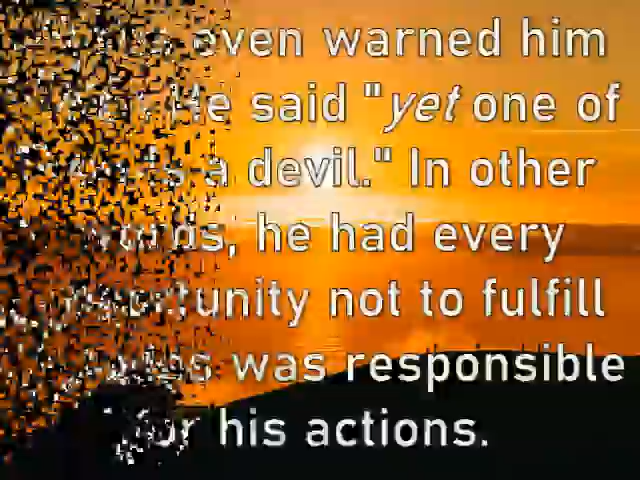 even warned him
He said "yet one of
a devil." In other
words, he had every
opportunity not to fulfill
was responsible
for his actions.